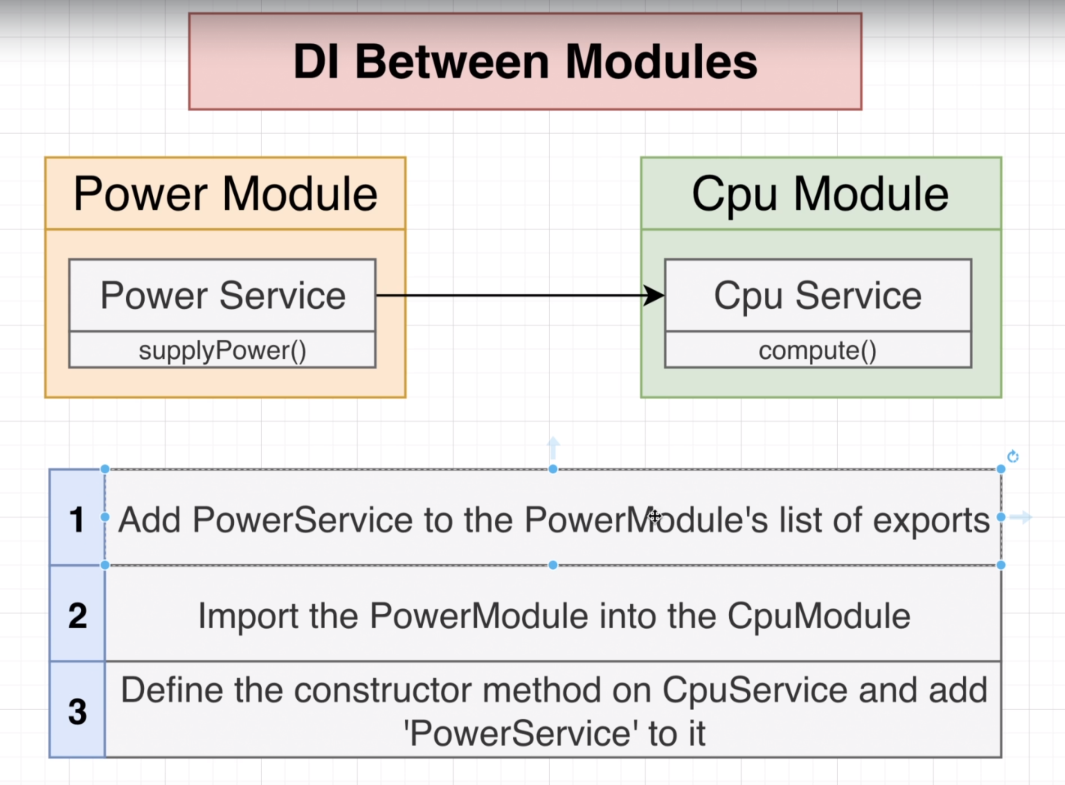 DI Between Modules
Power Module
Cpu Module
Power Service
Cpu Service
supplyPower()
compute()
1
Add PowerService to the PowerModule's list of exports
2
Import the PowerModule into the CpuModule
3
Define the constructor method on CpuService and add
'PowerService' to it